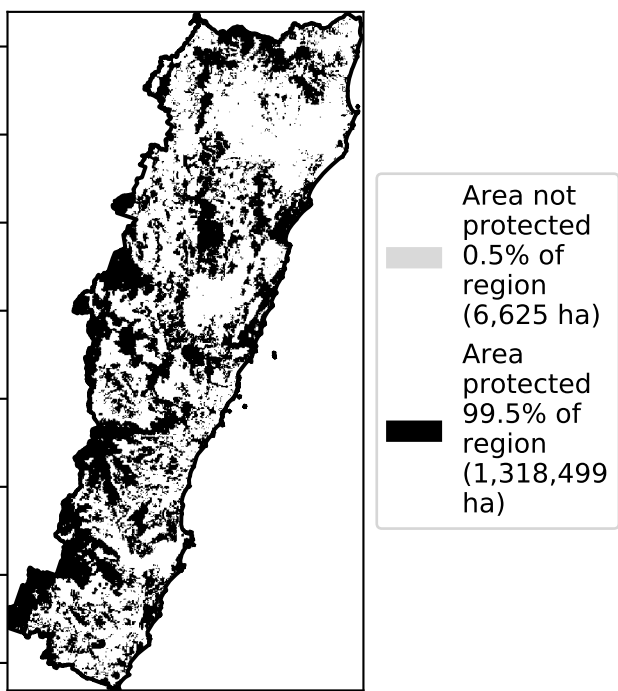 Area not
protected
0.5% of
region
(6,625 ha)
Area
protected
99.5% of
region
(1,318,499
ha)